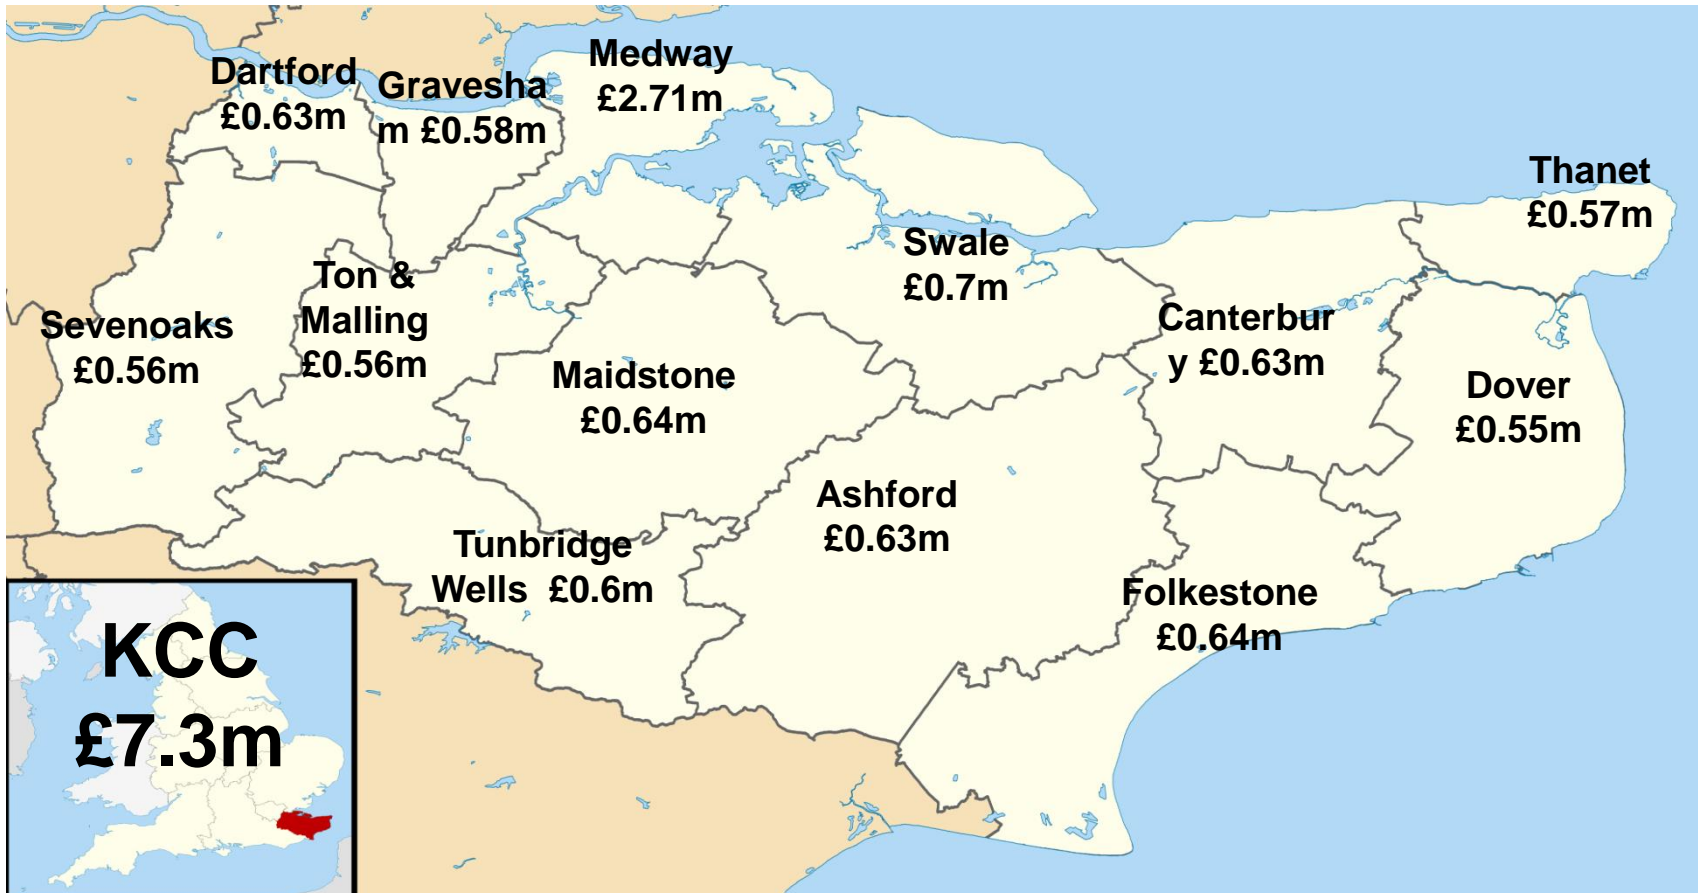 Dartford
£0.63m
Gravesha
m £0.58m
Medway
£2.71m
Thanet
£0.57m
Swale
£0.7m
Ton &
Malling
£0.56m
Sevenoaks
£0.56m
Canterbur
y £0.63m
Maidstone
£0.64m
Dover
£0.55m
Ashford
£0.63m
Tunbridge
Wells  £0.6m
Folkestone
£0.64m
KCC
£7.3m